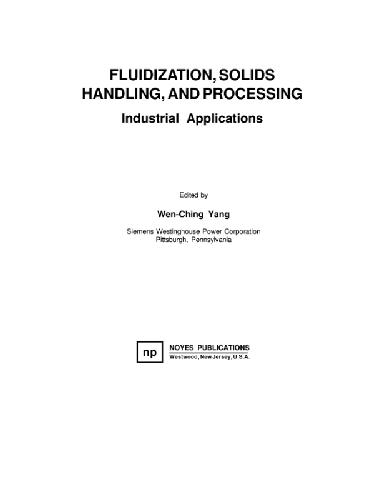 FLUIDIZATION, SOLIDS
HANDLING, AND PROCESSING
Industrial Applications
Edited by
Wen-Ching Yang
Siemens Westinghouse Power Corporation
Pittsburgh, Pennsylvania
np
NOYES PUBLICATIONS
Westwood, New Jersey, U.S.A.